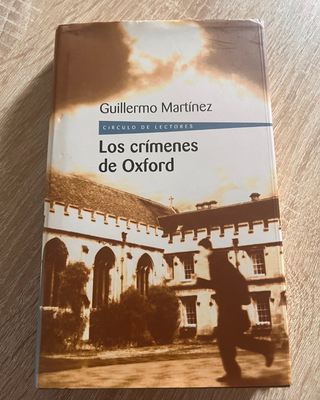 Guillermo Martínez
CÍRCULO DE LECTORES
Los crímenes
de Oxford